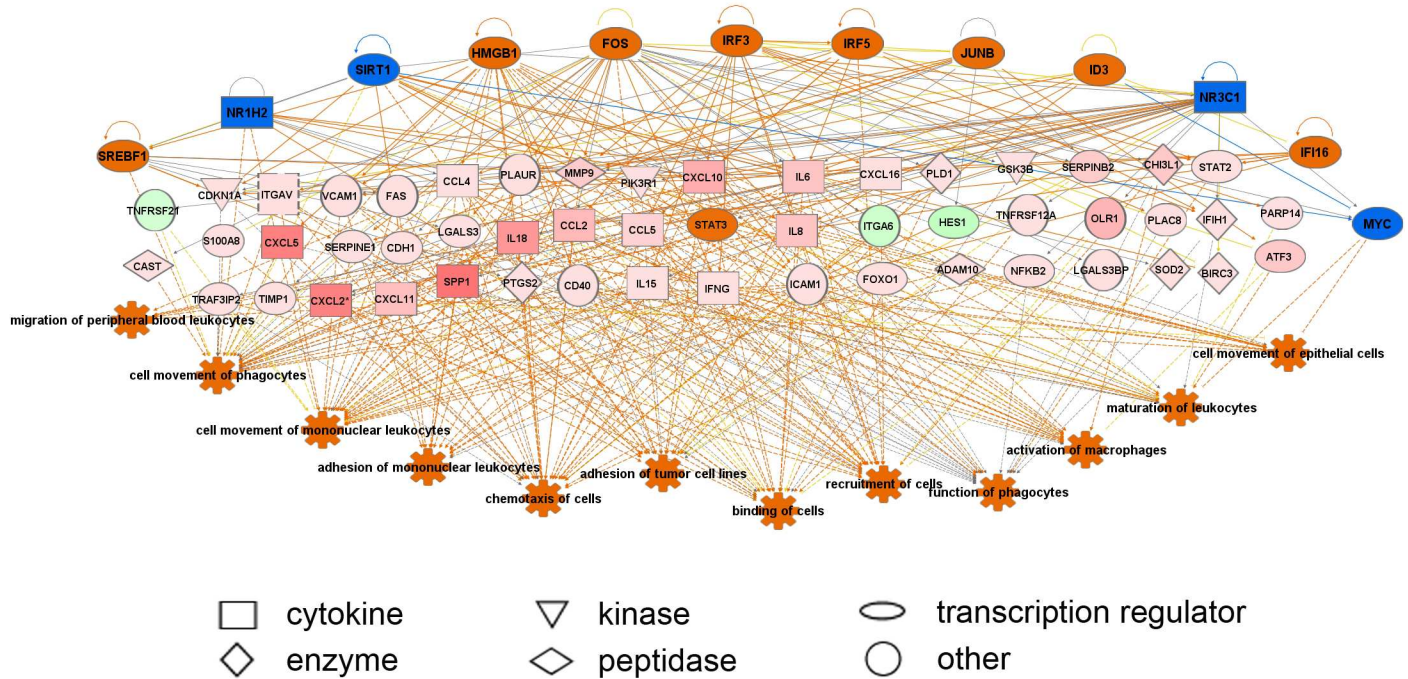 HMGB1
FOS
IRF3
IRF5
JUNB
ID3
SIRT1
NR3C1
NR1H2
SREBF1
IFI16
CCL4
PLAUR
MMP9
PIK3R1
CXCL10
IL6
CXCL16
PLD1
GSK3B
SERPINB2
CHI3L1
STAT2
CDKN1A
ITGAV
VCAM1
FAS
TNFRSF21
STAT3
ITGA6
HES1
TNFRSF12A
OLR1
PLAC8
IFIH1
PARP14
MYC
S100A8
CXCL5
SERPINE1
CDH1
LGALS3
IL18
CCL2
CCL5
IL8
CAST
SPP1
PTGS2
CD40
IL15
IFNG
ICAM1
FOXO1
ADAM10
NFKB2
LGALS3BP
SOD2
BIRC3
ATF3
TRAF3IP2
TIMP1
CXCL2*
CXCL11
migration of peripheral blood leukocytes
cell movement of epithelial cells
cell movement of phagocytes
maturation of leukocytes
cell movement of mononuclear leukocytes
activation of macrophages
adhesion of mononuclear leukocytes
adhesion of tumor cell lines
recruitment of cells
function of phagocytes
chemotaxis of cells
binding of cells
cytokine
kinase
transcription regulator
enzyme
peptidase
other